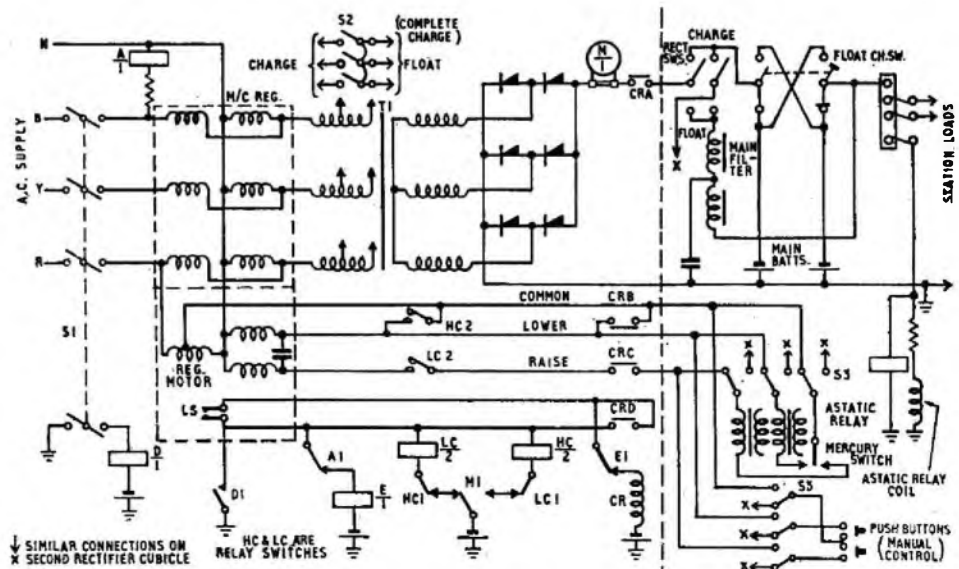 S2
(COMPLETE CHARGE)
CHARGE
FLOAT
N
A/1
M/C REG.
T1
M/1
CRA
RECT SWS.
CHARGE
FLOAT CH.SW.
A.C. SUPPLY
B
Y
R
FLOAT
X
MAIN FIL-TER
MAIN BATTS.
STATION LOADS
S1
COMMON
CRB
HC2
LOWER
LC2
RAISE
CRC
REG. MOTOR
X X X
S3
ASTATIC RELAY
MERCURY SWITCH
ASTATIC RELAY COIL
LS
CRD
D/1
A1
LC/2
HC/2
E1
E/1
HC1
M1
LC1
CR
D1
S3
X
X
X
PUSH BUTTONS
(MANUAL CONTROL)
HC & LC ARE RELAY SWITCHES
SIMILAR CONNECTIONS ON
X SECOND RECTIFIER CUBICLE